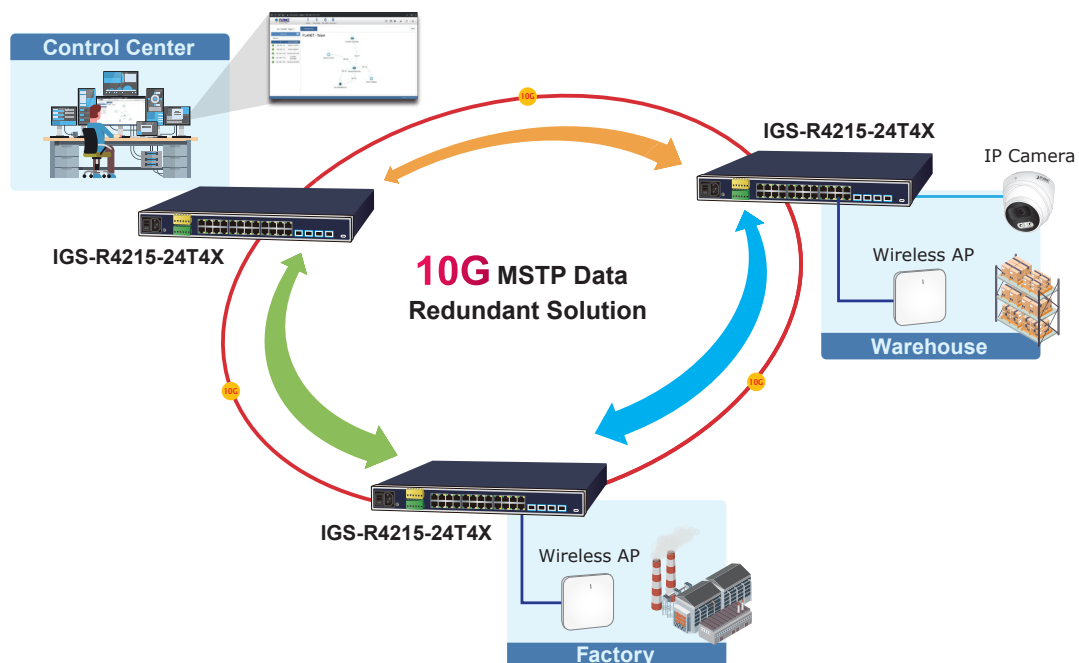 Control Center
PLANET
10G
IGS-R4215-24T4X
IP Camera
IGS-R4215-24T4X
10G MSTP Data
Redundant Solution
Wireless AP
Warehouse
10G
10G
IGS-R4215-24T4X
Wireless AP
Factory